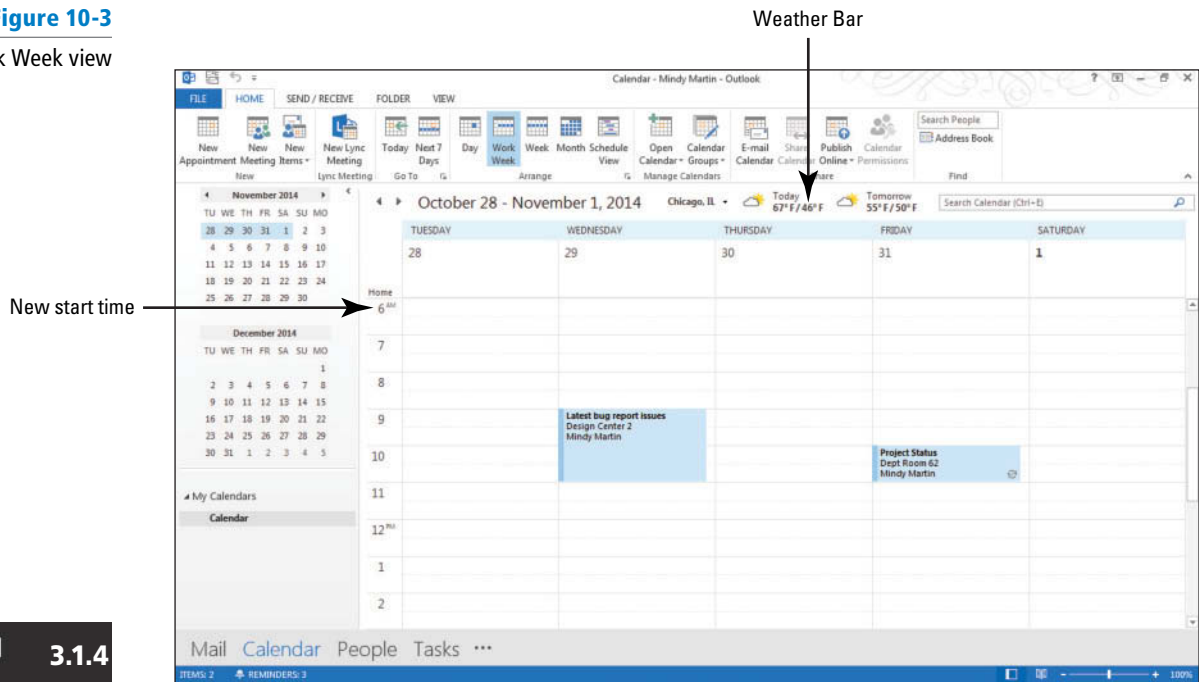 igure 10-3
k Week view
Weather Bar
Calendar - Mindy Martin - Outlook
FILE HOME SEND / RECEIVE FOLDER VIEW
New Appointment
New Meeting
New Items
New Lync Meeting
Today
Next 7 Days
Day
Work Week
Week
Month
Schedule View
Open Calendar
Calendar Groups
E-mail Calendar
Share Calendar
Publish Online
Calendar Permissions
Search People
Address Book
New Lync Meeting Go To Arrange Manage Calendars Share Find
November 2014
TU WE TH FR SA SU MO
28 29 30 31 1 2 3
4 5 6 7 8 9 10
11 12 13 14 15 16 17
18 19 20 21 22 23 24
25 26 27 28 29 30
December 2014
TU WE TH FR SA SU MO
1
2 3 4 5 6 7 8
9 10 11 12 13 14 15
16 17 18 19 20 21 22
23 24 25 26 27 28 29
30 31 1 2 3 4 5
My Calendars
Calendar
October 28 - November 1, 2014
Chicago, IL
Today
67° F / 46° F
Tomorrow
55° F / 50° F
Search Calendar (Ctrl+E)
TUESDAY WEDNESDAY THURSDAY FRIDAY SATURDAY
28 29 30 31 1
Home
New start time
6 AM
7
8
9
Latest bug report issues
Design Center 2
Mindy Martin
10
Project Status
Dept Room 62
Mindy Martin
11
12 PM
1
2
3.1.4
Mail Calendar People Tasks •••
ITEMS: 2 REMINDERS: 3
100%